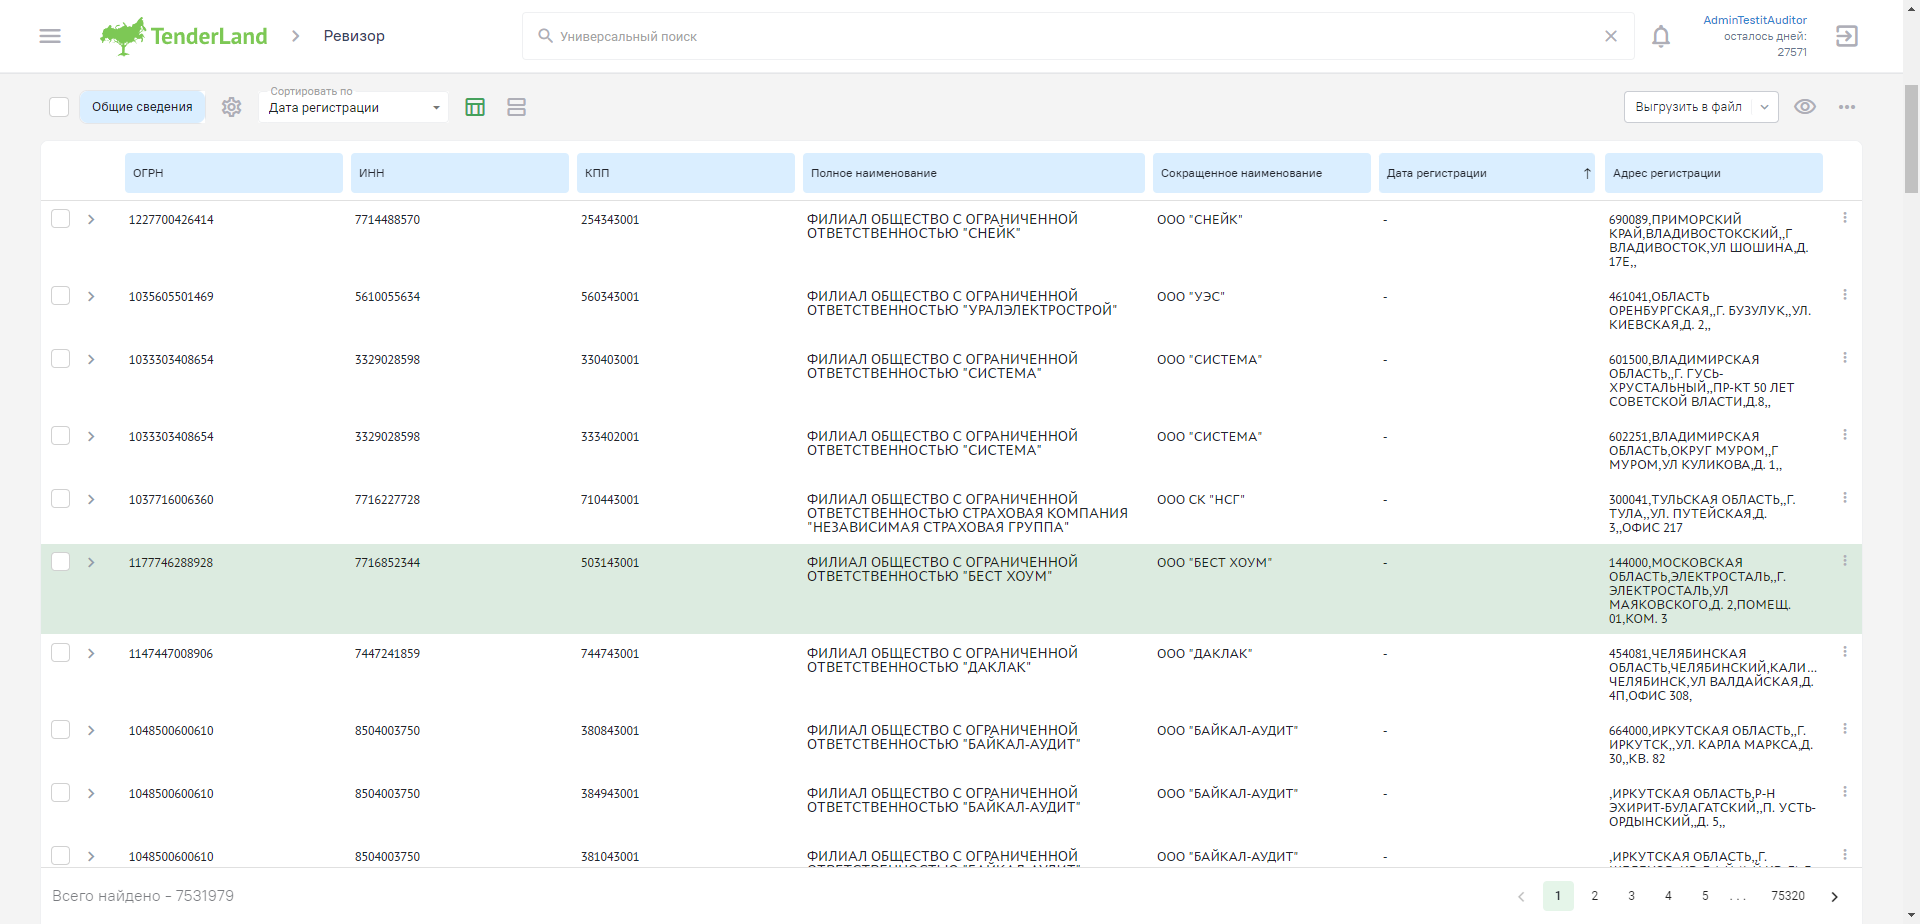 TenderLand
Ревизор
Универсальный поиск
AdminTestitAuditor
осталось дней:
27571
Общие сведения
Сортировать по
Дата регистрации
Выгрузить в файл
ОГРН
ИНН
КПП
Полное наименование
Сокращенное наименование
Дата регистрации
Адрес регистрации
1227700426414
7714488570
254343001
ФИЛИАЛ ОБЩЕСТВО С ОГРАНИЧЕННОЙ
ОТВЕТСТВЕННОСТЬЮ "СНЕЙК"
ООО "СНЕЙК"
-
690089,ПРИМОРСКИЙ
КРАЙ,ВЛАДИВОСТОКСКИЙ,,Г
ВЛАДИВОСТОК,УЛ ШОШИНА,Д.
17Е,,
1035605501469
5610055634
560343001
ФИЛИАЛ ОБЩЕСТВО С ОГРАНИЧЕННОЙ
ОТВЕТСТВЕННОСТЬЮ "УРАЛЭЛЕКТРОСТРОЙ"
ООО "УЭС"
-
461041,ОБЛАСТЬ
ОРЕНБУРГСКАЯ,,Г. БУЗУЛУК,,УЛ.
КИЕВСКАЯ,Д. 2,,
1033303408654
3329028598
330403001
ФИЛИАЛ ОБЩЕСТВО С ОГРАНИЧЕННОЙ
ОТВЕТСТВЕННОСТЬЮ "СИСТЕМА"
ООО "СИСТЕМА"
-
601500,ВЛАДИМИРСКАЯ
ОБЛАСТЬ,,Г. ГУСЬ-
ХРУСТАЛЬНЫЙ,,ПР-КТ 50 ЛЕТ
СОВЕТСКОЙ ВЛАСТИ,Д.8,,
1033303408654
3329028598
333402001
ФИЛИАЛ ОБЩЕСТВО С ОГРАНИЧЕННОЙ
ОТВЕТСТВЕННОСТЬЮ "СИСТЕМА"
ООО "СИСТЕМА"
-
602251,ВЛАДИМИРСКАЯ
ОБЛАСТЬ,ОКРУГ МУРОМ,,Г
МУРОМ,УЛ КУЛИКОВА,Д. 1,,
1037716006360
7716227728
710443001
ФИЛИАЛ ОБЩЕСТВО С ОГРАНИЧЕННОЙ
ОТВЕТСТВЕННОСТЬЮ СТРАХОВАЯ КОМПАНИЯ
"НЕЗАВИСИМАЯ СТРАХОВАЯ ГРУППА"
ООО СК "НСГ"
-
300041,ТУЛЬСКАЯ ОБЛАСТЬ,,Г.
ТУЛА,,УЛ. ПУТЕЙСКАЯ,Д.
3,,ОФИС 217
1177746288928
7716852344
503143001
ФИЛИАЛ ОБЩЕСТВО С ОГРАНИЧЕННОЙ
ОТВЕТСТВЕННОСТЬЮ "БЕСТ ХОУМ"
ООО "БЕСТ ХОУМ"
-
144000,МОСКОВСКАЯ
ОБЛАСТЬ,ЭЛЕКТРОСТАЛЬ,,Г.
ЭЛЕКТРОСТАЛЬ,УЛ
МАЯКОВСКОГО,Д. 2,ПОМЕЩ.
01,КОМ. 3
1147447008906
7447241859
744743001
ФИЛИАЛ ОБЩЕСТВО С ОГРАНИЧЕННОЙ
ОТВЕТСТВЕННОСТЬЮ "ДАКЛАК"
ООО "ДАКЛАК"
-
454081,ЧЕЛЯБИНСКАЯ
ОБЛАСТЬ,ЧЕЛЯБИНСКИЙ,КАЛИ...
ЧЕЛЯБИНСК,УЛ ВАЛДАЙСКАЯ,Д.
4П,ОФИС 308,
1048500600610
8504003750
380843001
ФИЛИАЛ ОБЩЕСТВО С ОГРАНИЧЕННОЙ
ОТВЕТСТВЕННОСТЬЮ "БАЙКАЛ-АУДИТ"
ООО "БАЙКАЛ-АУДИТ"
-
664000,ИРКУТСКАЯ ОБЛАСТЬ,,Г.
ИРКУТСК,,УЛ. КАРЛА МАРКСА,Д.
30,,КВ. 82
1048500600610
8504003750
384943001
ФИЛИАЛ ОБЩЕСТВО С ОГРАНИЧЕННОЙ
ОТВЕТСТВЕННОСТЬЮ "БАЙКАЛ-АУДИТ"
ООО "БАЙКАЛ-АУДИТ"
-
,ИРКУТСКАЯ ОБЛАСТЬ,Р-Н
ЭХИРИТ-БУЛАГАТСКИЙ,,П. УСТЬ-
ОРДЫНСКИЙ,,Д. 5,,
1048500600610
8504003750
381043001
ФИЛИАЛ ОБЩЕСТВО С ОГРАНИЧЕННОЙ
ООО "БАЙКАЛ-АУДИТ"
-
,ИРКУТСКАЯ ОБЛАСТЬ,,Г.
Всего найдено - 7531979
1 2 3 4 5 ... 75320